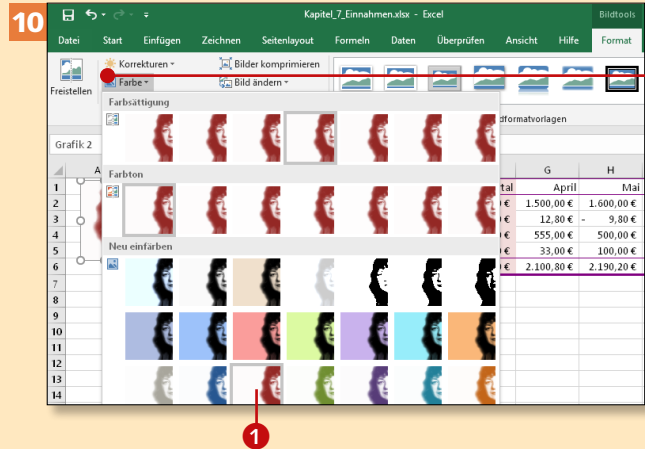 10
Kapitel_7_Einnahmen.xlsx - Excel
Bildtools
Datei Start Einfügen Zeichnen Seitenlayout Formeln Daten Überprüfen Ansicht Hilfe Format
Freistellen
Korrekturen
Bilder komprimieren
Farbe
Bild ändern
Farbsättigung
dformatvorlagen
Grafik 2
Farbton
A G H
1 tal April Mai
2 € 1.500,00 € 1.600,00 €
3 € 12,80 € - 9,80 €
4 € 555,00 € 500,00 €
5 € 33,00 € 100,00 €
6 € 2.100,80 € 2.190,20 €
Neu einfärben
7
8
9
10
11
12
13
14
1